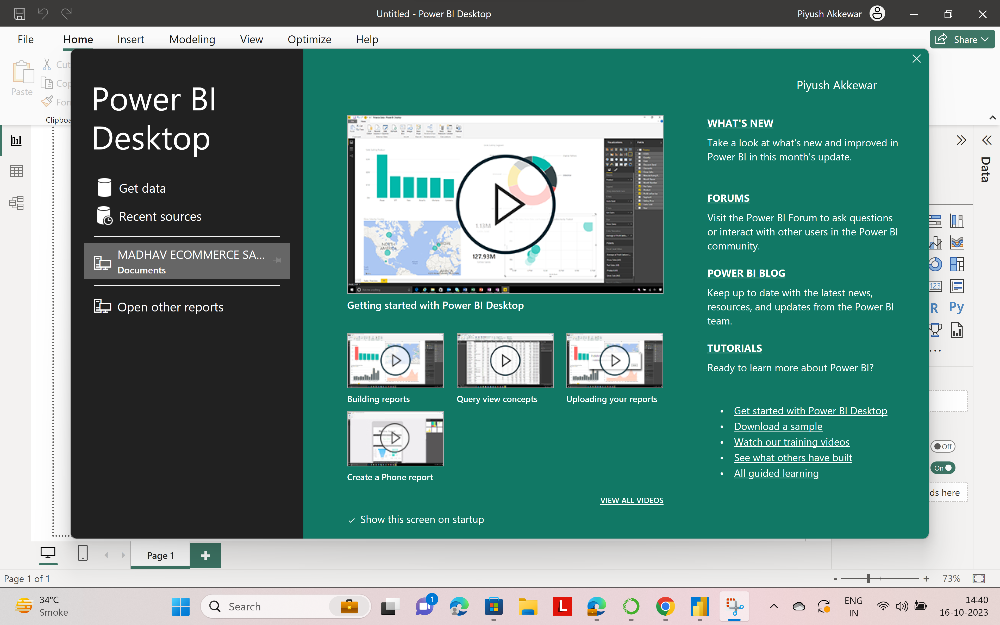 Untitled - Power BI Desktop
Piyush Akkewar
File
Home
Insert
Modeling
View
Optimize
Help
Share
Paste
Cut
Cop
For
Clipboa
Power BI
Desktop
Get data
Recent sources
MADHAV ECOMMERCE SA...
Documents
Open other reports
Piyush Akkewar
NORTH
AMERICA
1.13M
127.93M
Getting started with Power BI Desktop
Building reports
Query view concepts
Uploading your reports
Create a Phone report
VIEW ALL VIDEOS
Show this screen on startup
WHAT'S NEW
Take a look at what's new and improved in
Power BI in this month's update.
FORUMS
Visit the Power BI Forum to ask questions
or interact with other users in the Power BI
community.
POWER BI BLOG
Keep up to date with the latest news,
resources, and updates from the Power BI
team.
TUTORIALS
Ready to learn more about Power BI?
• Get started with Power BI Desktop
• Download a sample
• Watch our training videos
• See what others have built
• All guided learning
Data
123
R
Py
...
Off
On
ds here
Page 1
+
Page 1 of 1
-
+
73%
34°C
Smoke
Search
1
L
ENG
IN
14:40
16-10-2023